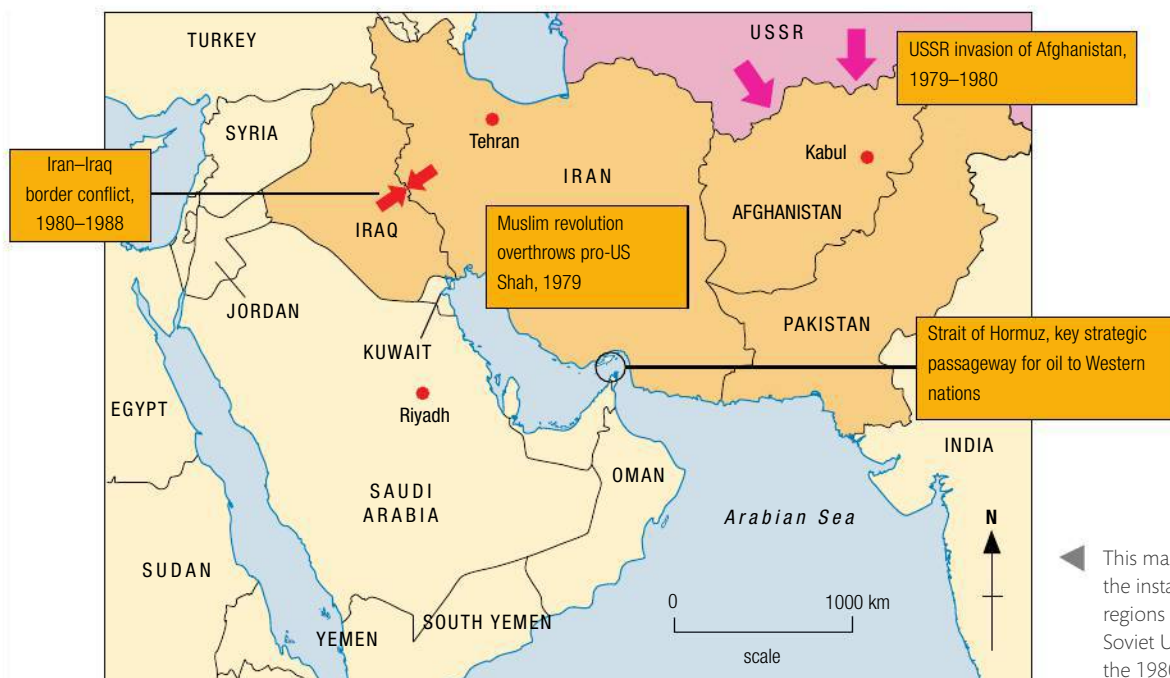 TURKEY
USSR
USSR invasion of Afghanistan,
1979–1980
SYRIA
Tehran
Kabul
Iran–Iraq
border conflict,
1980–1988
IRAN
IRAQ
AFGHANISTAN
Muslim revolution
overthrows pro-US
Shah, 1979
JORDAN
KUWAIT
PAKISTAN
Strait of Hormuz, key strategic
passageway for oil to Western
nations
EGYPT
Riyadh
INDIA
OMAN
SAUDI
ARABIA
Arabian Sea
N
SUDAN
SOUTH YEMEN
YEMEN
0 1000 km
scale
This
the
regions
Soviet
the